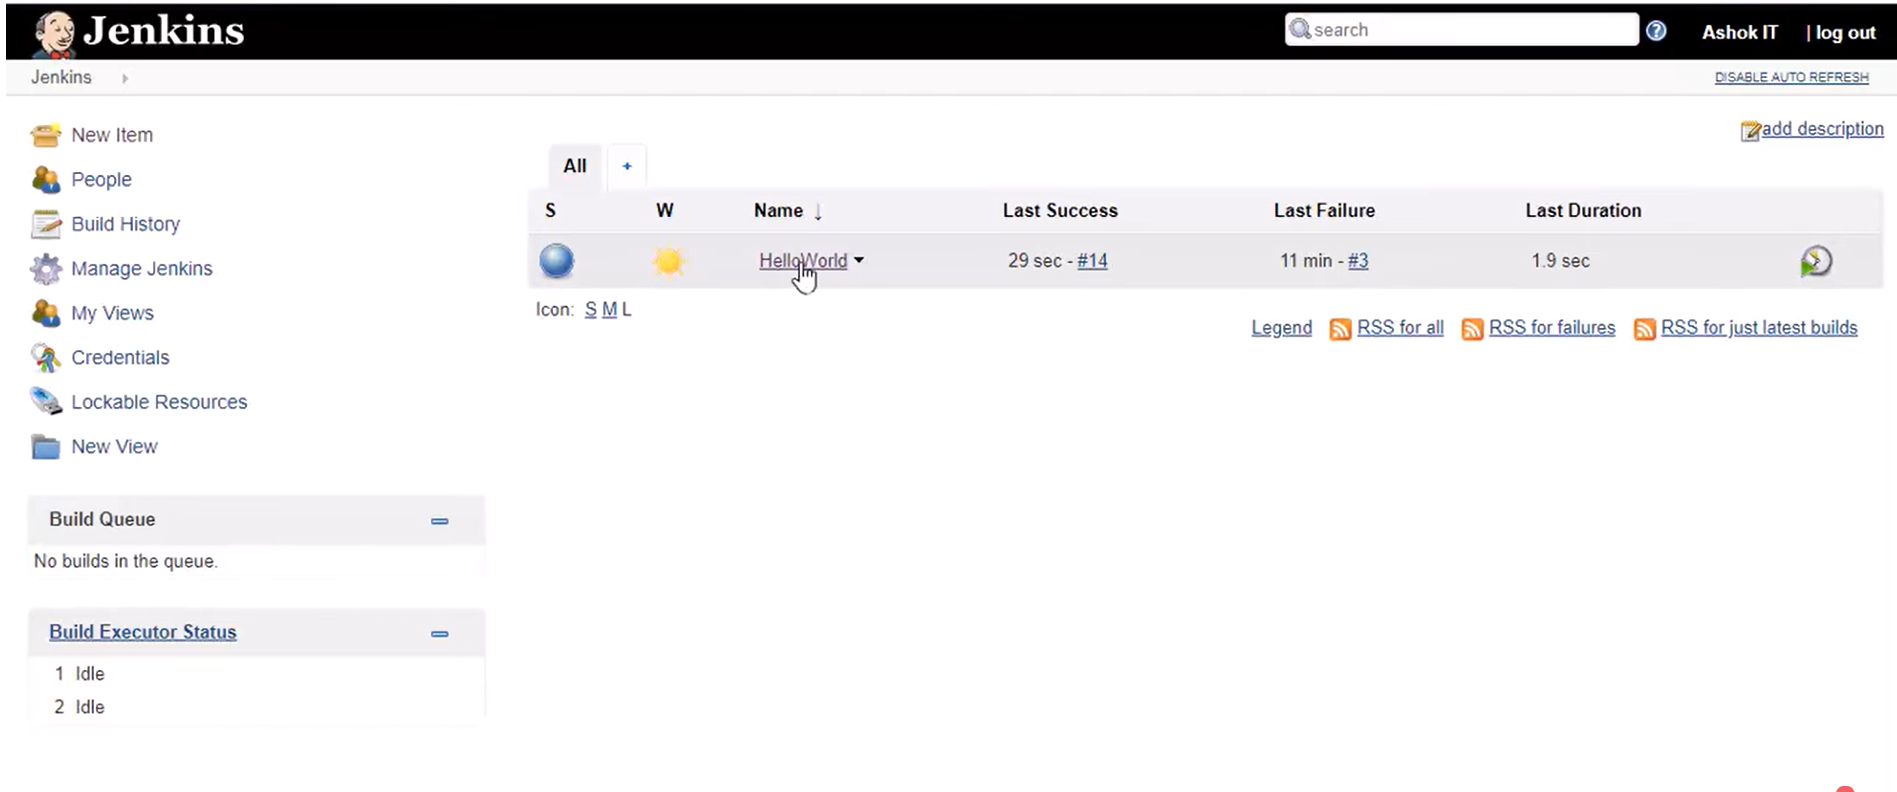 Jenkins
search
?
Ashok IT
| log out
Jenkins
DISABLE AUTO REFRESH
New Item
People
Build History
Manage Jenkins
My Views
Credentials
Lockable Resources
New View
add description
All
+
S W Name ↓ Last Success Last Failure Last Duration
HelloWorld 29 sec - #14 11 min - #3 1.9 sec
Icon: S M L
Legend RSS for all RSS for failures RSS for just latest builds
Build Queue
No builds in the queue.
Build Executor Status
1 Idle
2 Idle